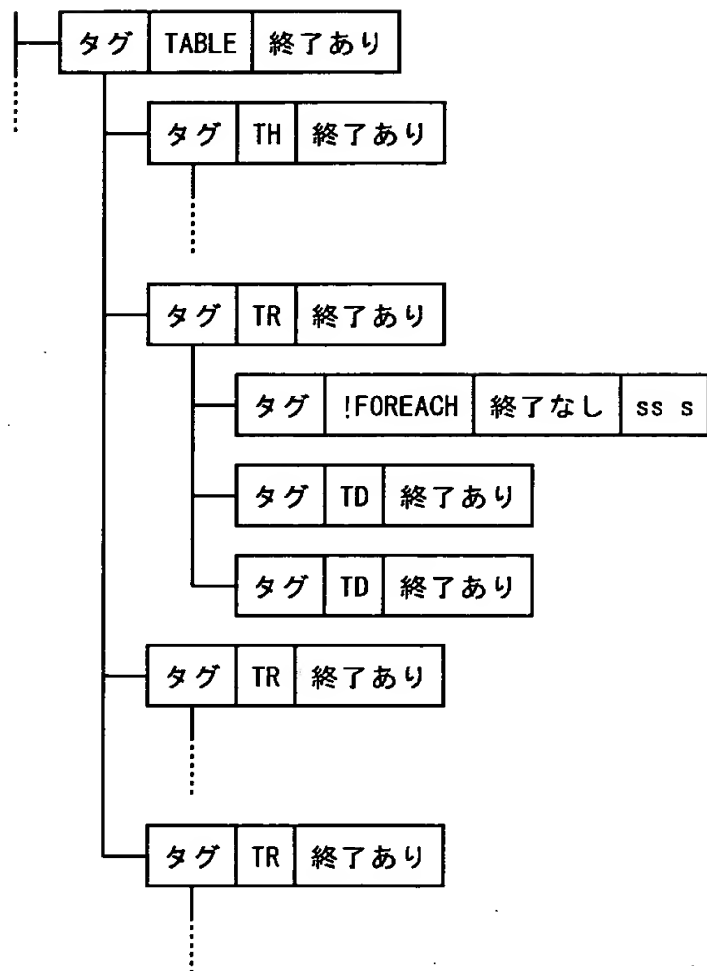 タグ TABLE 終了あり
タグ TH 終了あり
タグ TR 終了あり
タグ !FOREACH 終了なし ss s
タグ TD 終了あり
タグ TD 終了あり
タグ TR 終了あり
タグ TR 終了あり